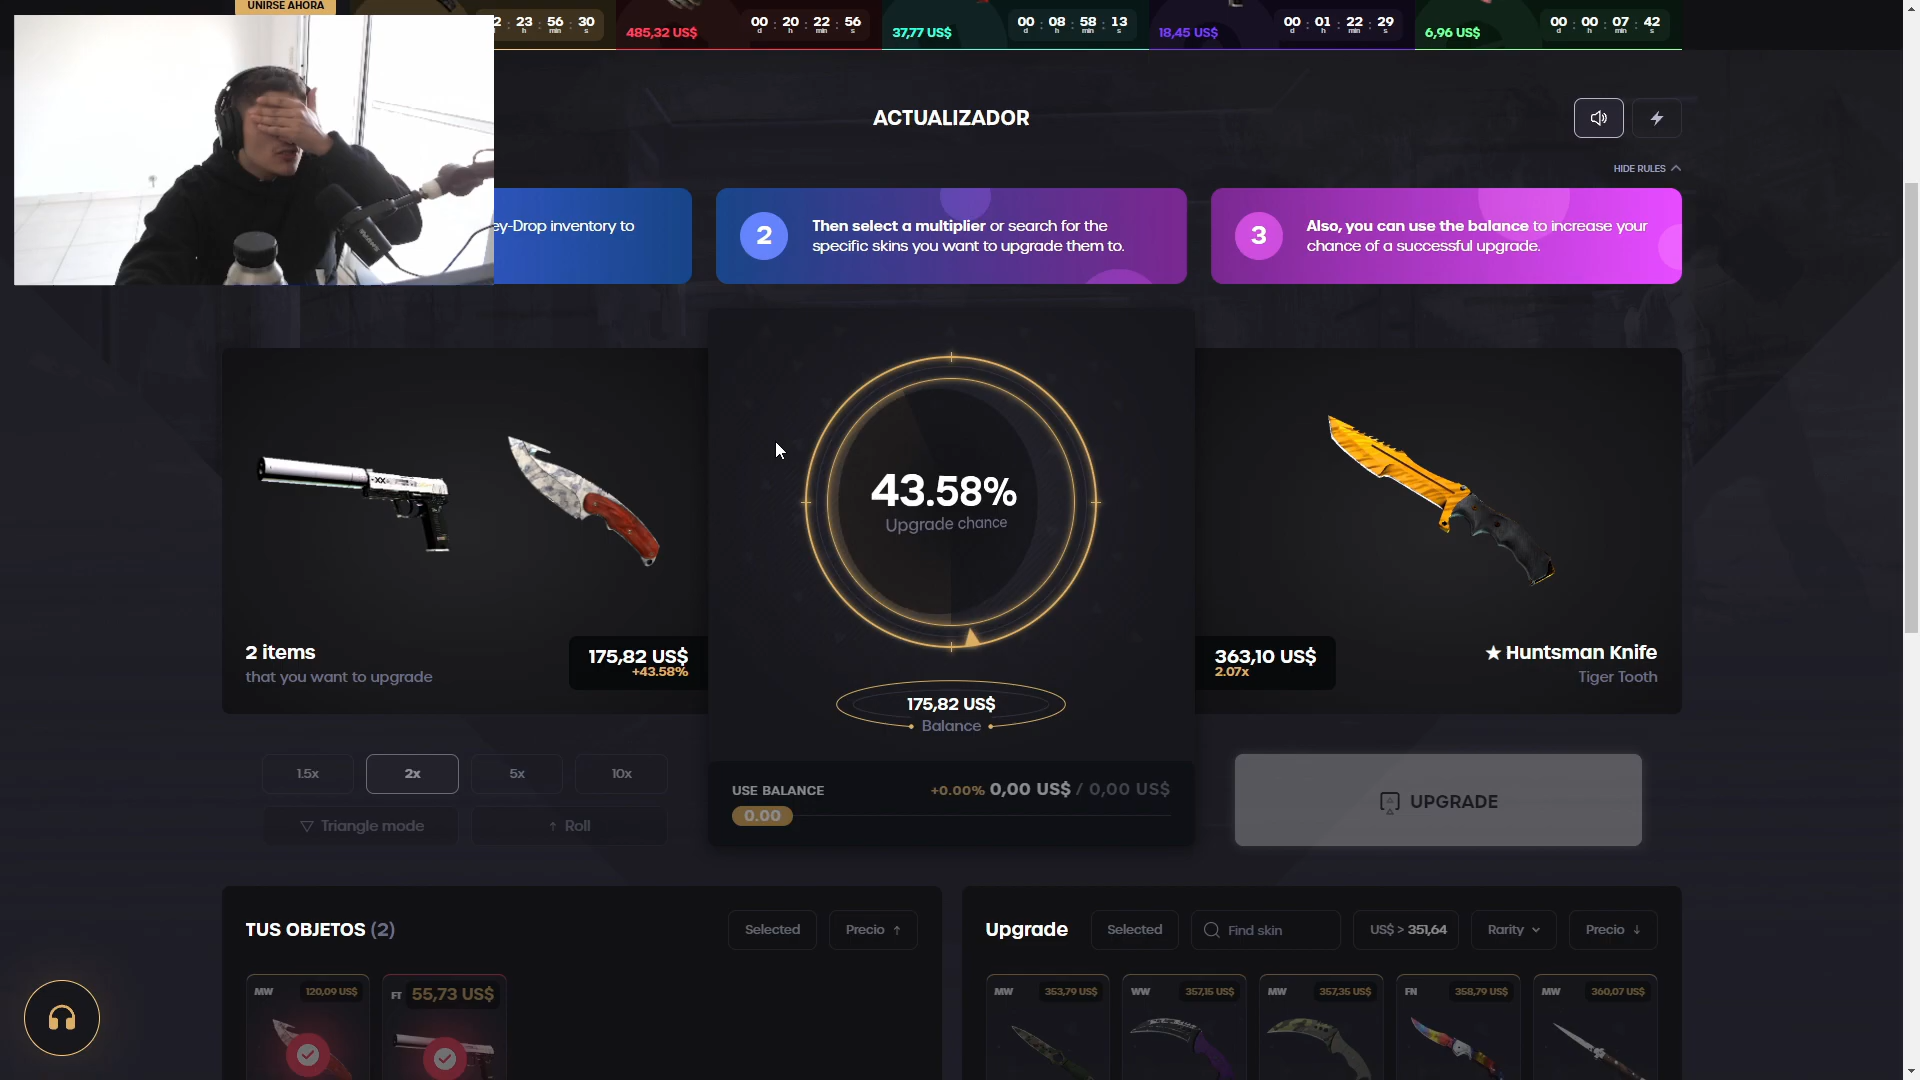 UNIRSE AHORA
2 : 23 : 56 : 30
d h min s
485,32 US$
00 : 20 : 22 : 56
d h min s
37,77 US$
00 : 08 : 58 : 13
d h min s
18,45 US$
00 : 01 : 22 : 29
d h min s
6,96 US$
00 : 00 : 07 : 42
d h min s
ACTUALIZADOR
HIDE RULES
ey-Drop inventory to
2
Then select a multiplier or search for the
specific skins you want to upgrade them to.
3
Also, you can use the balance to increase your
chance of a successful upgrade.
43.58%
Upgrade chance
2 items
that you want to upgrade
175,82 US$
+43.58%
363,10 US$
2.07x
★ Huntsman Knife
Tiger Tooth
175,82 US$
Balance
1.5x
2x
5x
10x
Triangle mode
Roll
USE BALANCE
+0.00% 0,00 US$ / 0,00 US$
0.00
UPGRADE
TUS OBJETOS (2)
Selected
Precio ↑
Upgrade
Selected
Find skin
US$ > 351,64
Rarity
Precio ↓
MW
120,09 US$
FT
55,73 US$
MW
353,79 US$
WW
357,15 US$
MW
357,35 US$
FN
358,79 US$
MW
360,07 US$